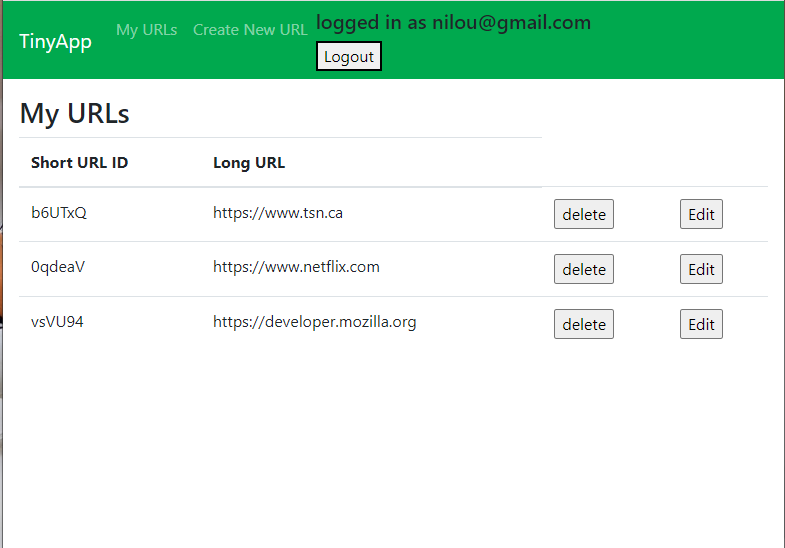 TinyApp My URLs Create New URL logged in as nilou@gmail.com
Logout
My URLs
Short URL ID Long URL
b6UTxQ https://www.tsn.ca delete Edit
0qdeaV https://www.netflix.com delete Edit
vsVU94 https://developer.mozilla.org delete Edit